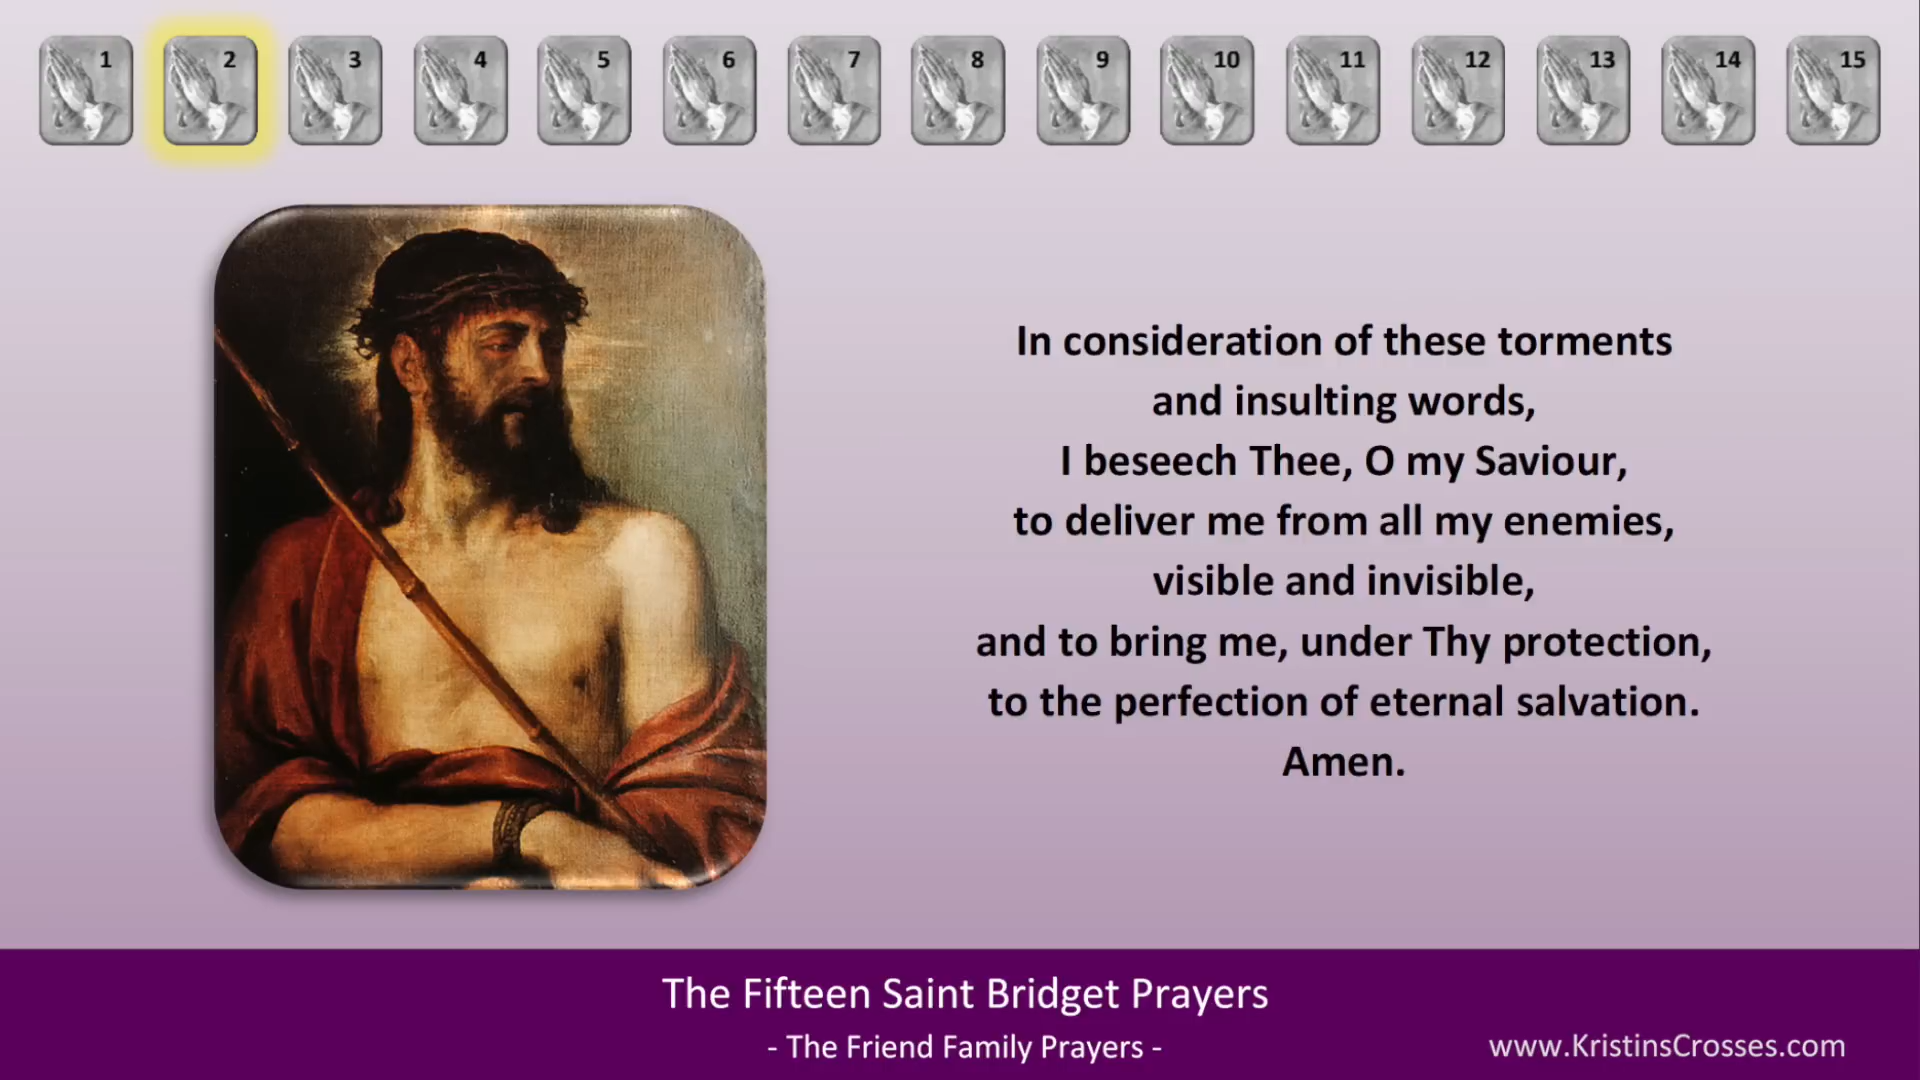 1 2 3 4 5 6 7 8 9 10 11 12 13 14 15
In consideration of these torments
and insulting words,
I beseech Thee, O my Saviour,
to deliver me from all my enemies,
visible and invisible,
and to bring me, under Thy protection,
to the perfection of eternal salvation.
Amen.
The Fifteen Saint Bridget Prayers
- The Friend Family Prayers -
www.KristinsCrosses.com